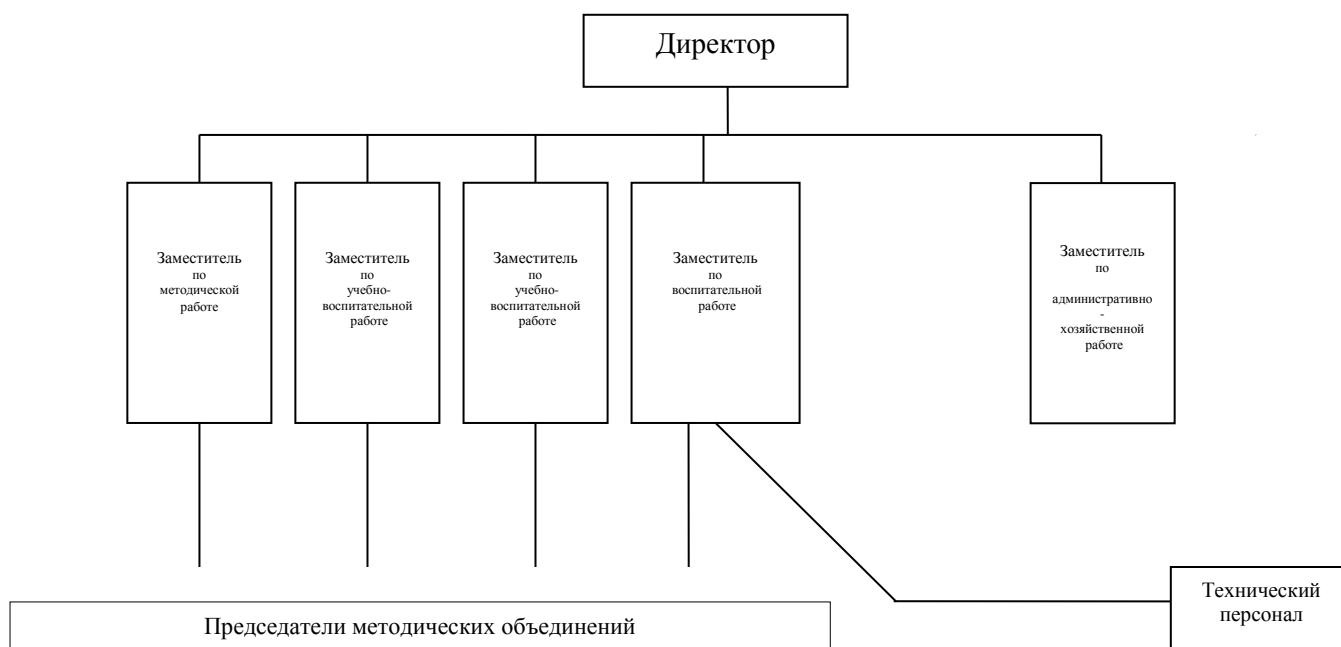 Директор
Заместитель
по
методической
работе
Заместитель
по
учебно-
воспитательной
работе
Заместитель
по
учебно-
воспитательной
работе
Заместитель
по
воспитательной
работе
Заместитель
по
административно
-
хозяйственной
работе
Председатели методических объединений
Технический
персонал